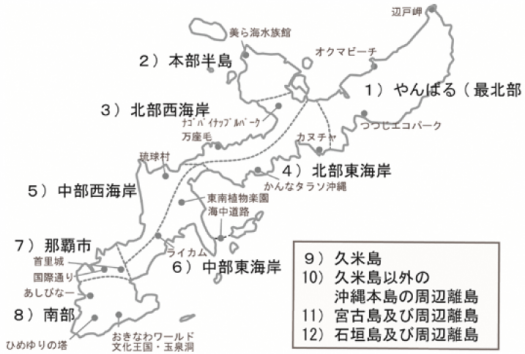 辺戸岬
美ら海水族館
オクマビーチ
2）本部半島
1）やんばる（最北部
3）北部西海岸
ﾅｺﾞﾊﾟｲﾅｯﾌﾟﾙﾊﾟｰｸ
つつじエコパーク
万座毛
カヌチャ
琉球村
4）北部東海岸
かんなタラソ沖縄
5）中部西海岸
東南植物楽園
海中道路
7）那覇市
ライカム
首里城
6）中部東海岸
国際通り
あしびなー
8）南部
ひめゆりの塔
おきなわワールド
文化王国・玉泉洞
9）久米島
10）久米島以外の
沖縄本島の周辺離島
11）宮古島及び周辺離島
12）石垣島及び周辺離島